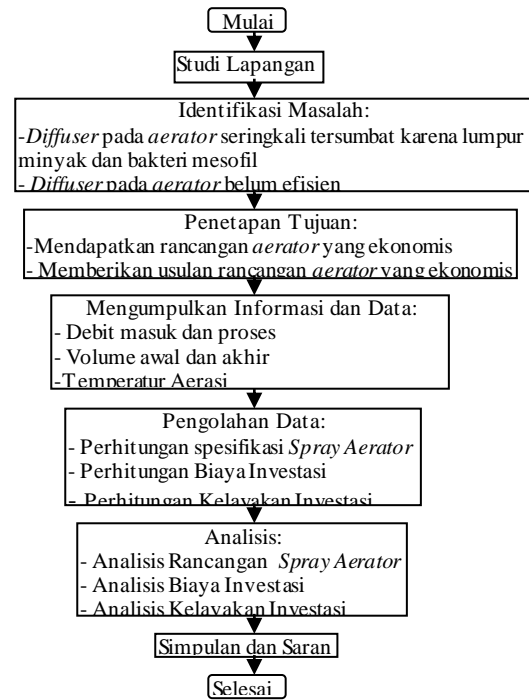 Mulai
Studi Lapangan
Identifikasi Masalah:
-Diffuser pada aerator seringkali tersumbat karena lumpur
minyak dan bakteri mesofil
- Diffuser pada aerator belum efisien
Penetapan Tujuan:
-Mendapatkan rancangan aerator yang ekonomis
- Memberikan usulan rancangan aerator yang ekonomis
Mengumpulkan Informasi dan Data:
- Debit masuk dan proses
- Volume awal dan akhir
-Temperatur Aerasi
Pengolahan Data:
- Perhitungan spesifikasi Spray Aerator
- Perhitungan Biaya Investasi
- Perhitungan Kelayakan Investasi
Analisis:
- Analisis Rancangan Spray Aerator
- Analisis Biaya Investasi
- Analisis Kelayakan Investasi
Simpulan dan Saran
Selesai